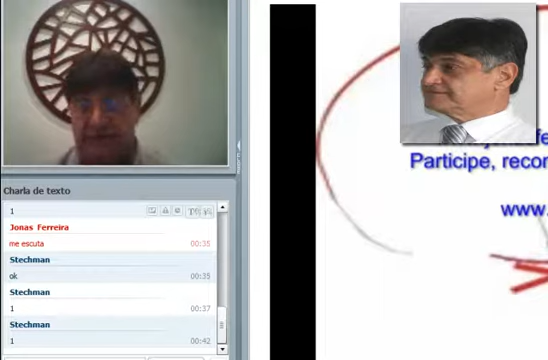 Charla de texto
1
Jonas Ferreira
me escuta 00:35
Stechman
ok 00:35
Stechman
1 00:37
Stechman
1 00:42
Participe, recor
www.